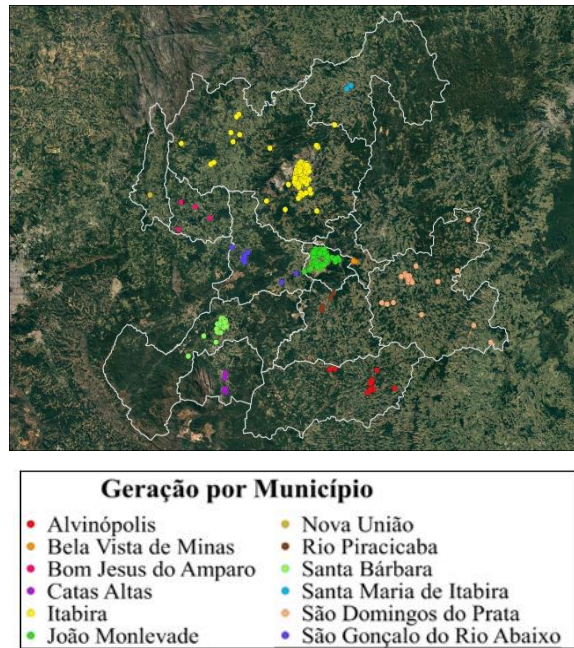 Geração por Município
Alvinópolis
Bela Vista de Minas
Bom Jesus do Amparo
Catas Altas
Itabira
João Monlevade
Nova União
Rio Piracicaba
Santa Bárbara
Santa Maria de Itabira
São Domingos do Prata
São Gonçalo do Rio Abaixo